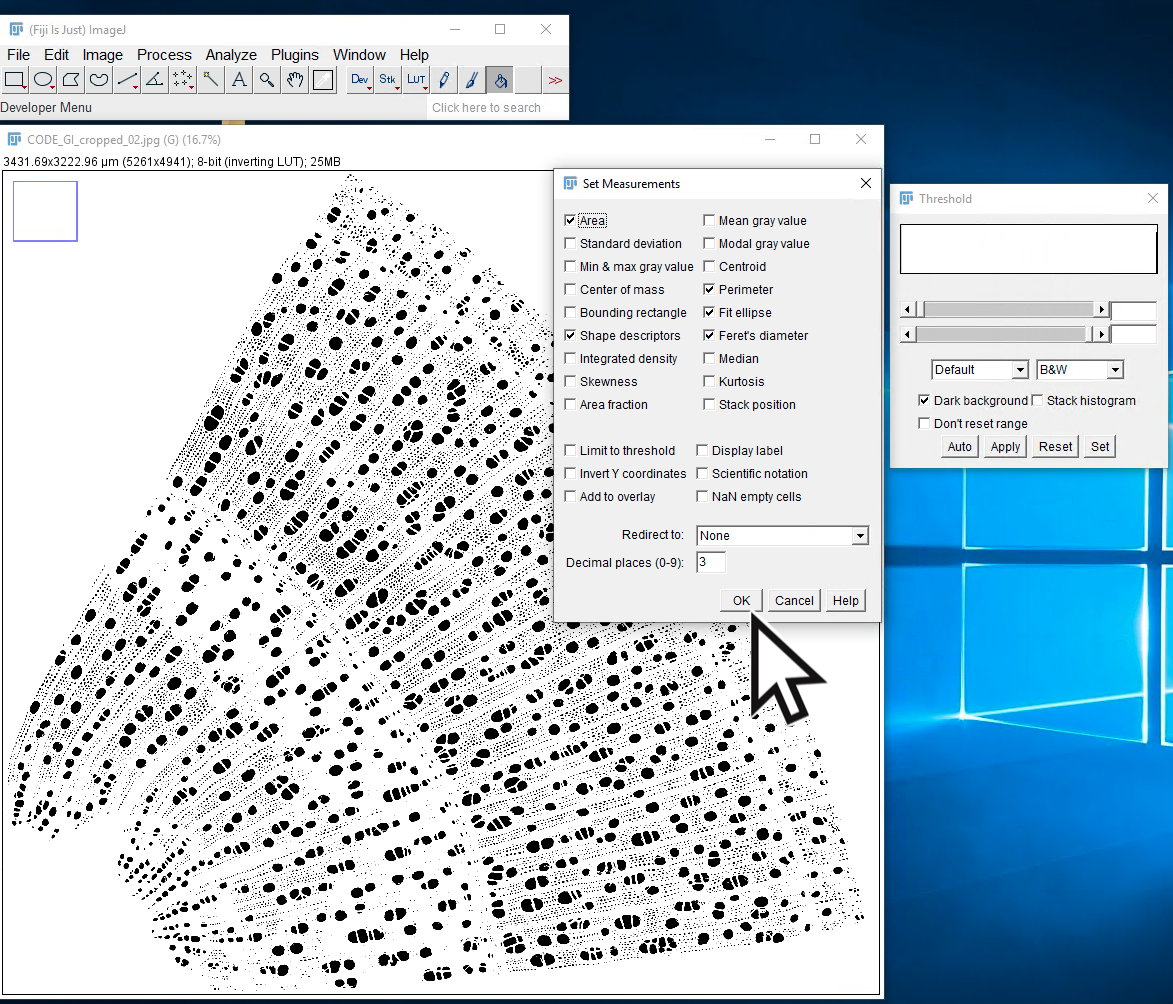 (Fiji Is Just) ImageJ
File Edit Image Process Analyze Plugins Window Help
A Dev Stk LUT >>
Developer Menu Click here to search
CODE_GI_cropped_02.jpg (G) (16.7%)
3431.69x3222.96 µm (5261x4941); 8-bit (inverting LUT); 25MB
Set Measurements
Area Mean gray value
Standard deviation Modal gray value
Min & max gray value Centroid
Center of mass Perimeter
Bounding rectangle Fit ellipse
Shape descriptors Feret's diameter
Integrated density Median
Skewness Kurtosis
Area fraction Stack position
Limit to threshold Display label
Invert Y coordinates Scientific notation
Add to overlay NaN empty cells
Redirect to: None
Decimal places (0-9): 3
OK Cancel Help
Threshold
Default B&W
Dark background Stack histogram
Don't reset range
Auto Apply Reset Set